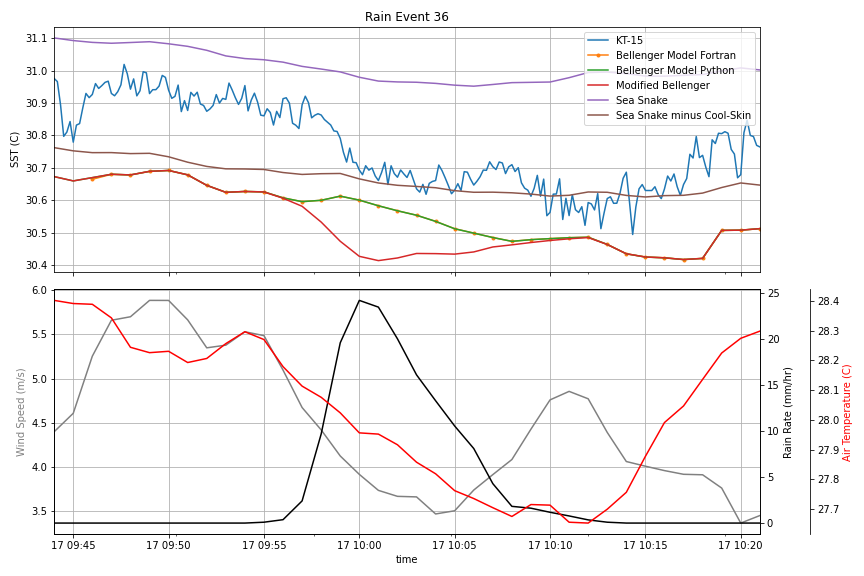 Rain Event 36
SST (C)
31.1
31.0
30.9
30.8
30.7
30.6
30.5
30.4
KT-15
Bellenger Model Fortran
Bellenger Model Python
Modified Bellenger
Sea Snake
Sea Snake minus Cool-Skin
Wind Speed (m/s)
6.0
5.5
5.0
4.5
4.0
3.5
25
20
15
10
5
0
Rain Rate (mm/hr)
28.4
28.3
28.2
28.1
28.0
27.9
27.8
27.7
Air Temperature (C)
17 09:45 17 09:50 17 09:55 17 10:00 17 10:05 17 10:10 17 10:15 17 10:20
time